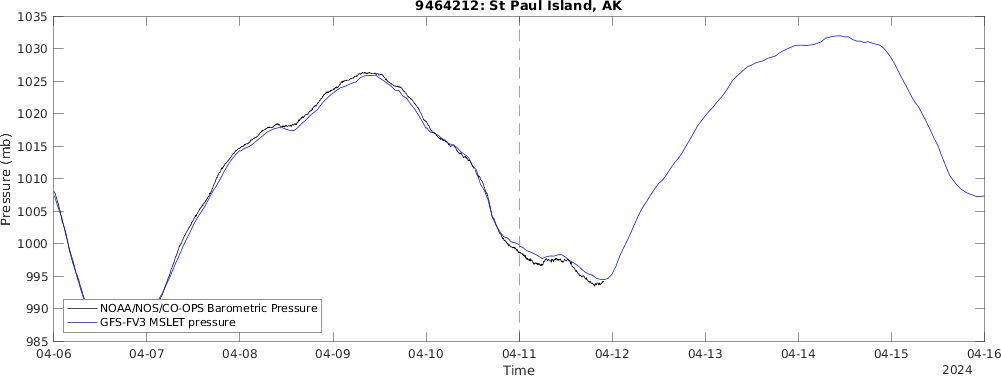 9464212: St Paul Island, AK
Pressure (mb)
1035
1030
1025
1020
1015
1010
1005
1000
995
990
985
NOAA/NOS/CO-OPS Barometric Pressure
GFS-FV3 MSLET pressure
04-06 04-07 04-08 04-09 04-10 04-11 04-12 04-13 04-14 04-15 04-16
Time
2024